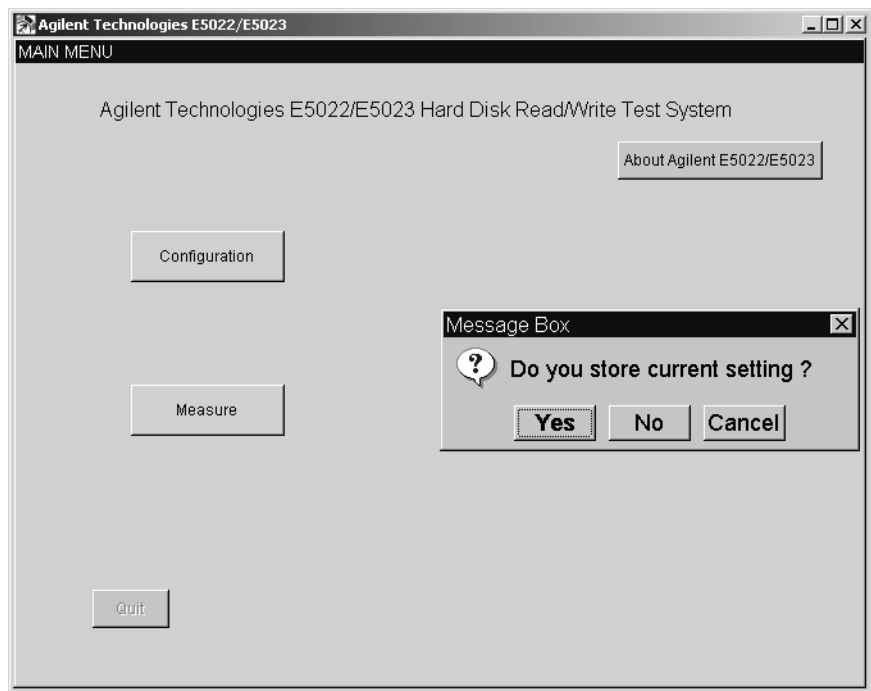 Agilent Technologies E5022/E5023
MAIN MENU
Agilent Technologies E5022/E5023 Hard Disk Read/Write Test System
About Agilent E5022/E5023
Configuration
Message Box
Do you store current setting ?
Yes No Cancel
Measure
Quit